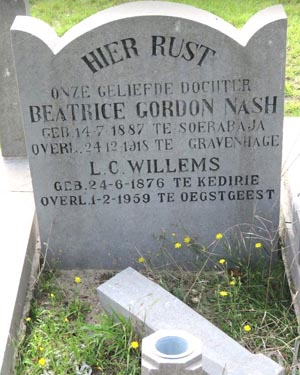 HIER RUST
ONZE GELIEFDE DOCHTER
BEATRICE GORDON NASH
GEB. 14-7-1887 TE SOERABAJA
OVERL. 24-12-1918 TE GRAVENHAGE
L.C. WILLEMS
GEB. 24-6-1876 TE KEDIRIE
OVERL. 1-2-1959 TE OEGSTGEEST